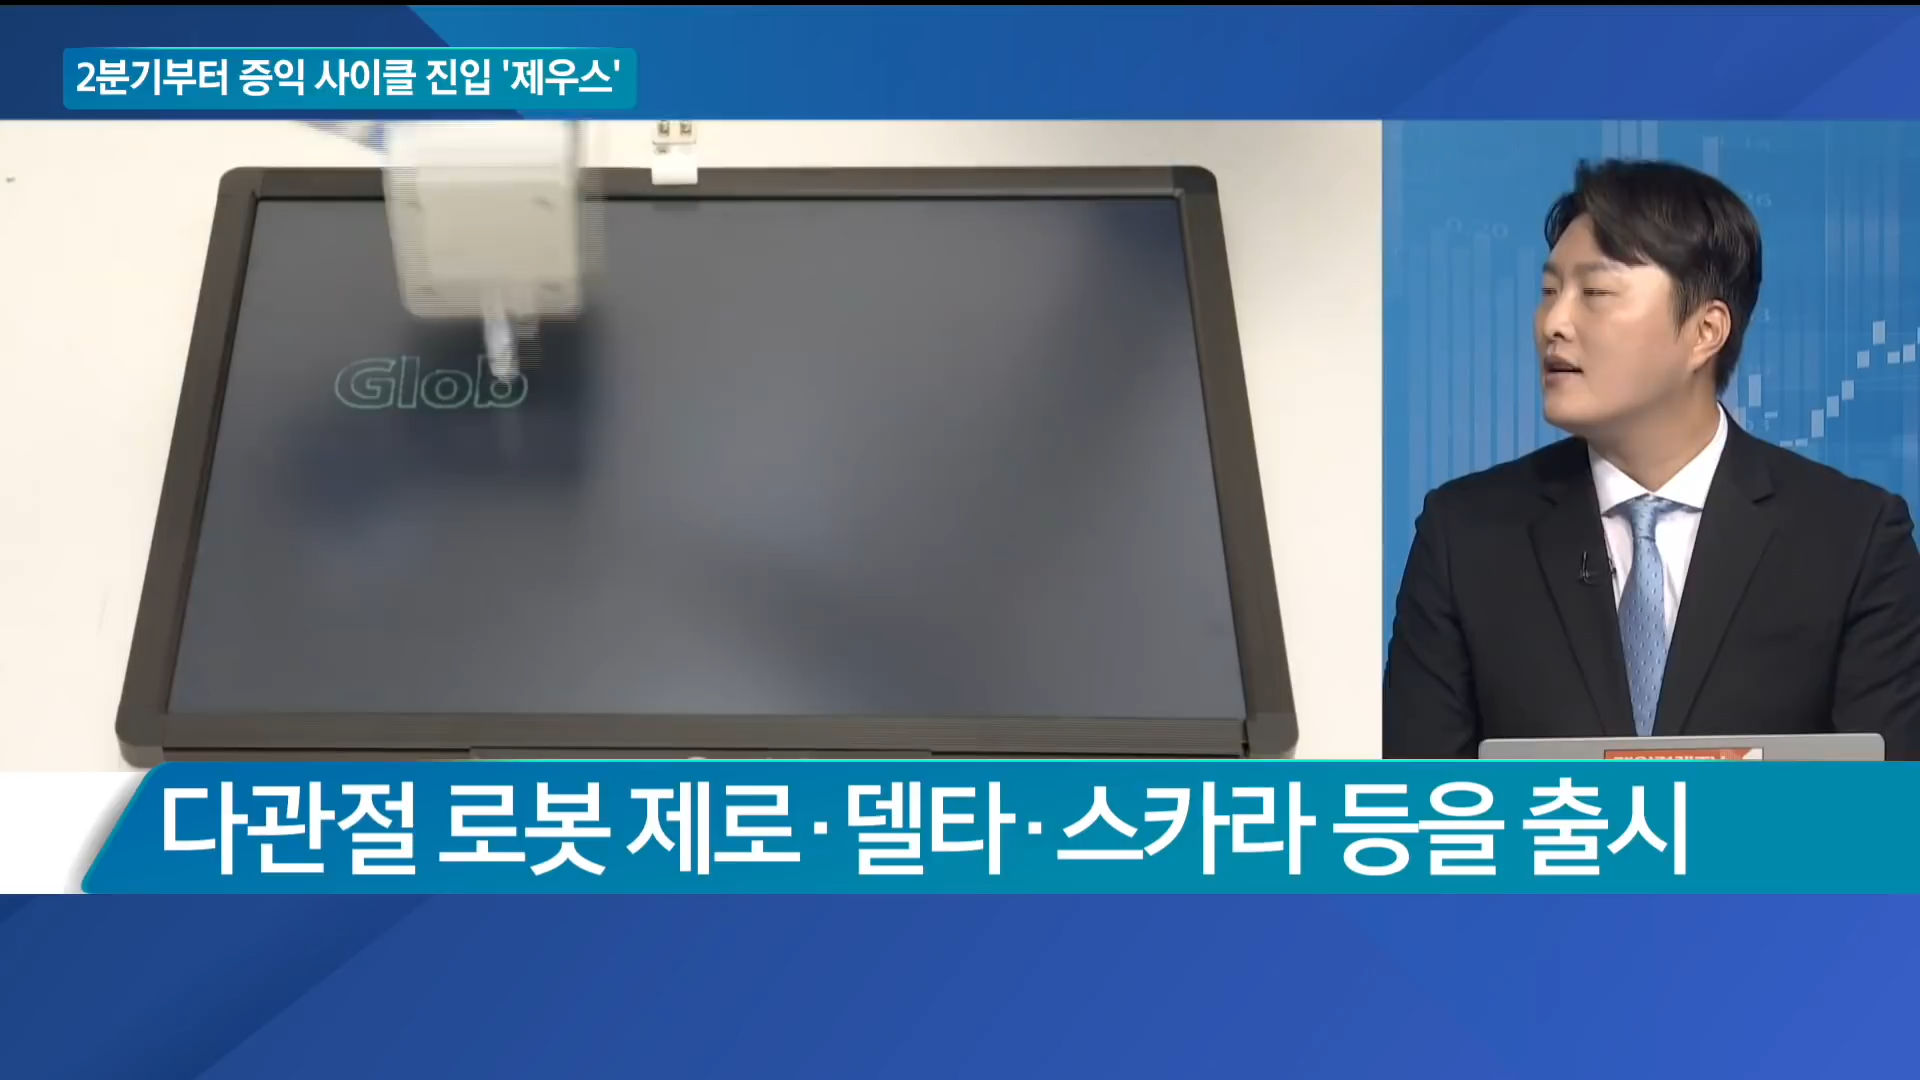 2분기부터 증익 사이클 진입 '제우스'
Glob
다관절 로봇 제로·델타·스카라 등을 출시